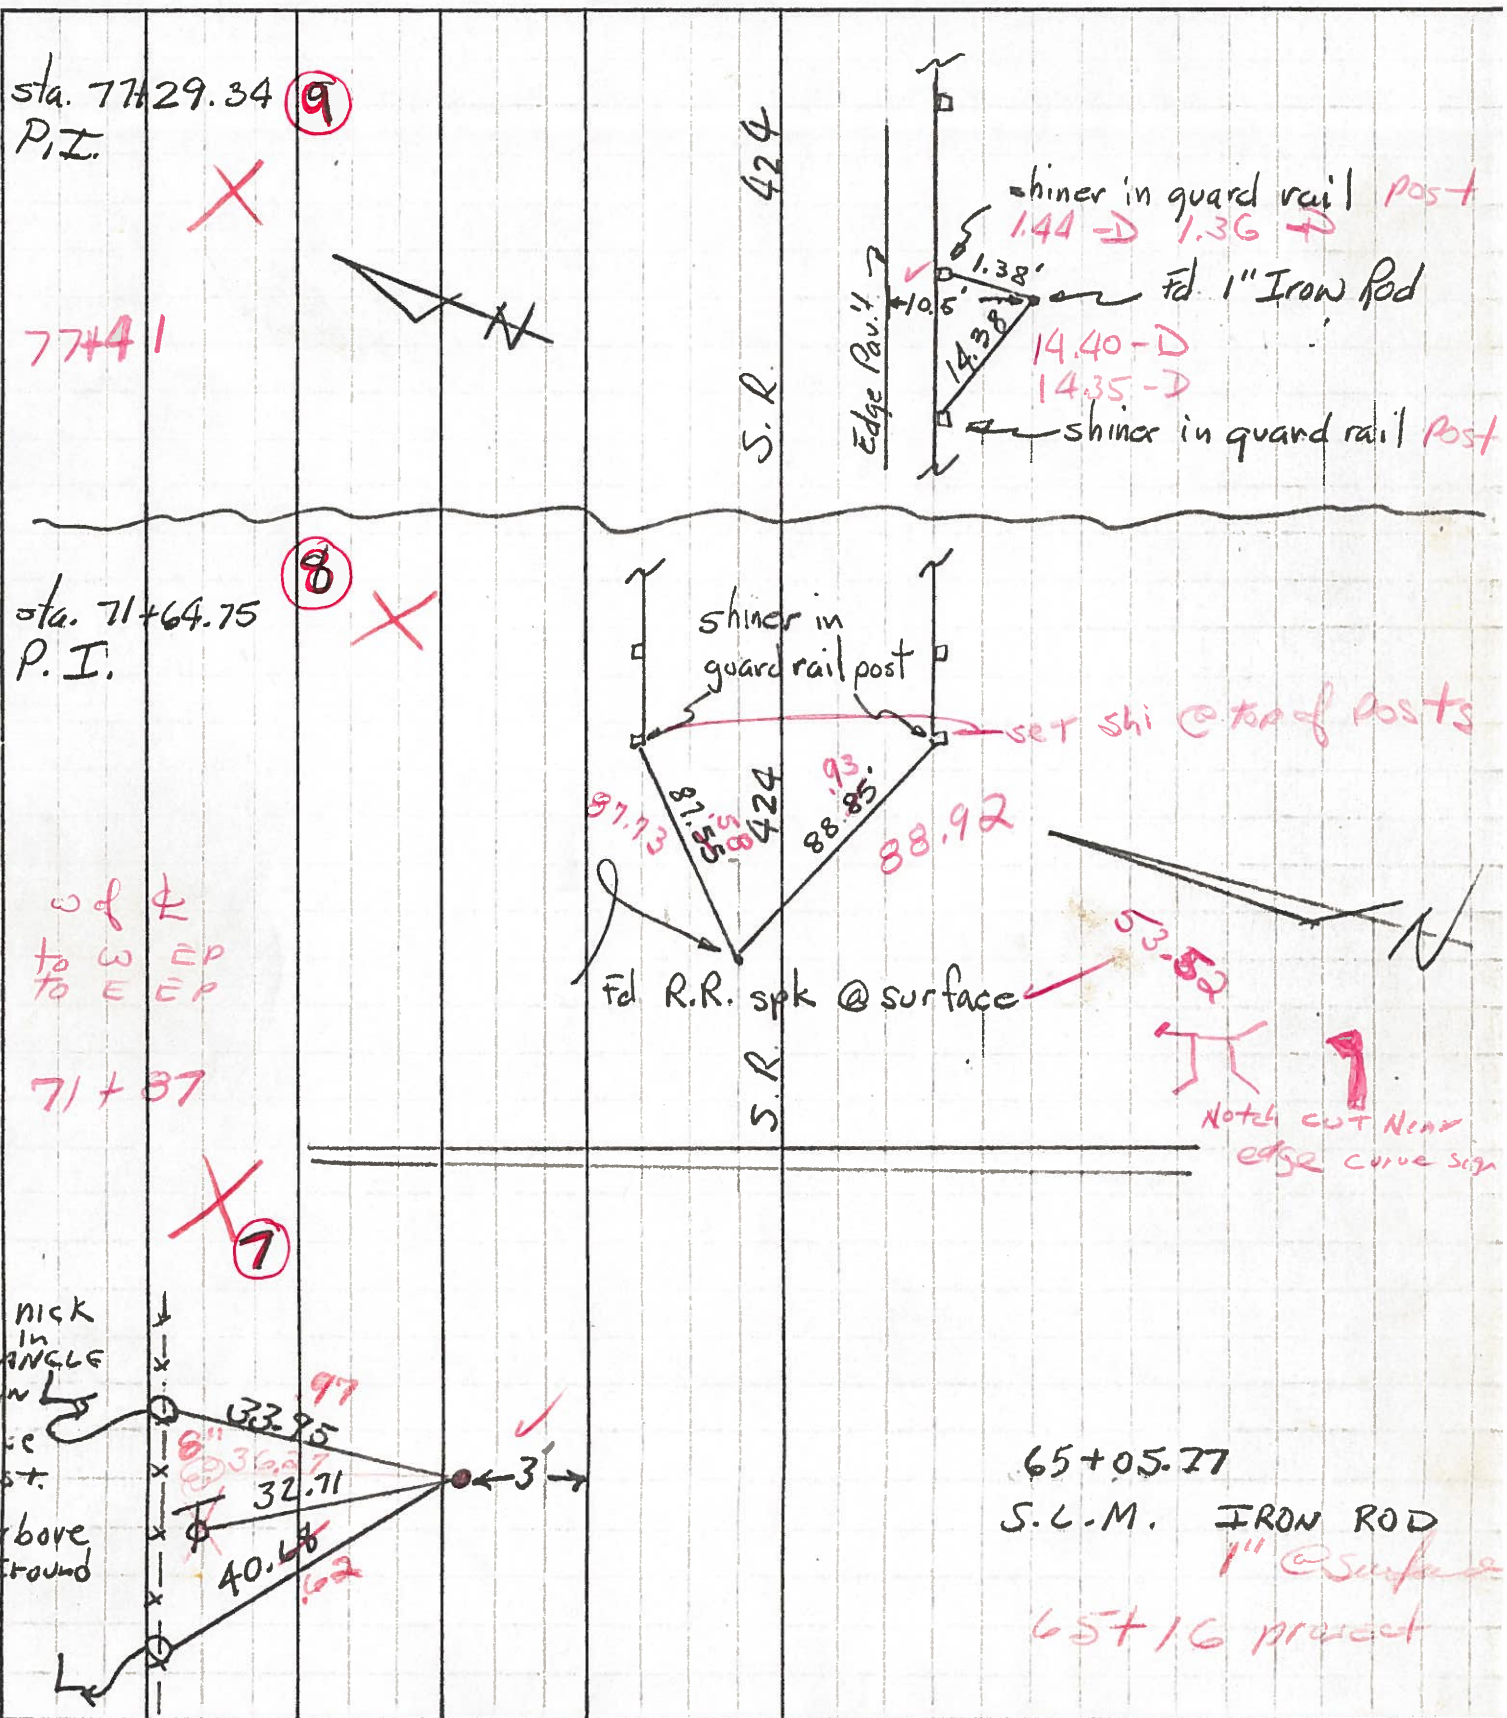 sta. 77+29.34 9
P.I.
77+41
N
S.R. 424
Edge Pav't.
shiner in guard rail post
1.44-D 1.36-D
1.38'
10.5'
Fd. 1" Iron Rod
14.38
14.40-D
14.35-D
shiner in guard rail Post
8
sta. 71+64.75
P.I.
shiner in
guard rail post
set shi @ top of Posts
87.73
87.55
.58
S.R. 424
.93
88.85
88.92
N
w of ℄
to W EP
to E EP
Fd R.R. spk @ surface
53.52
71+87
Notch cut Near
edge curve sign
7
nick
in
ANGLE
33.95
.97
8"
32.71
3'
bove
round
40.
.62
65+05.77
S.L.M. IRON ROD
1" @ Surface
65+16 project